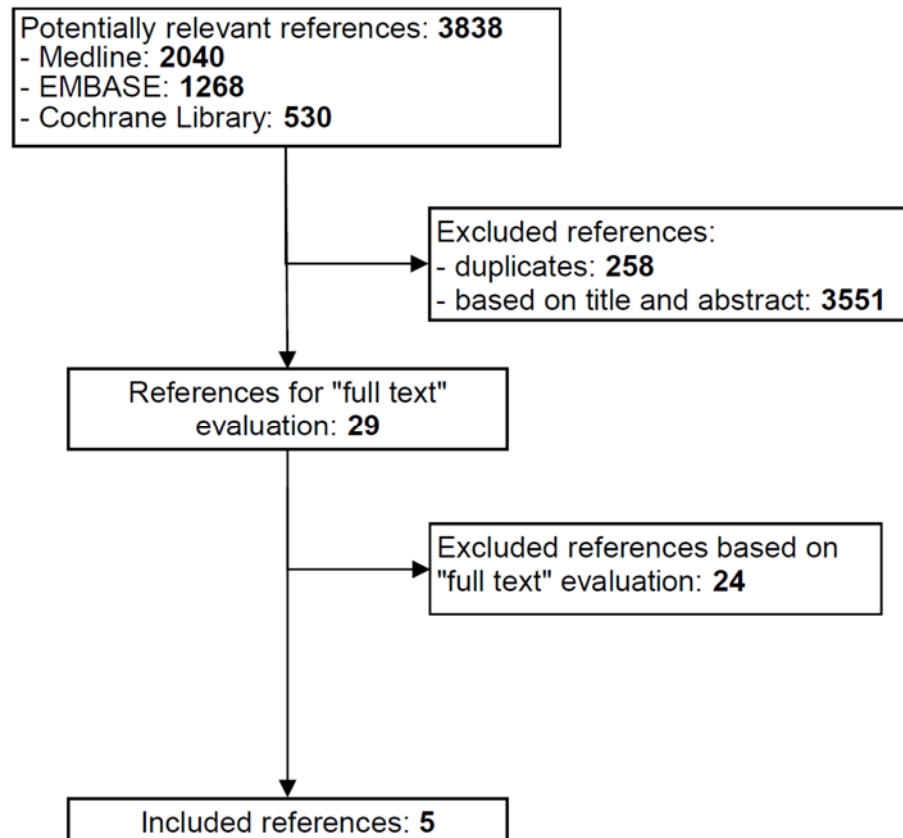 Potentially relevant references: 3838
- Medline: 2040
- EMBASE: 1268
- Cochrane Library: 530
Excluded references:
- duplicates: 258
- based on title and abstract: 3551
References for "full text"
evaluation: 29
Excluded references based on
"full text" evaluation: 24
Included references: 5